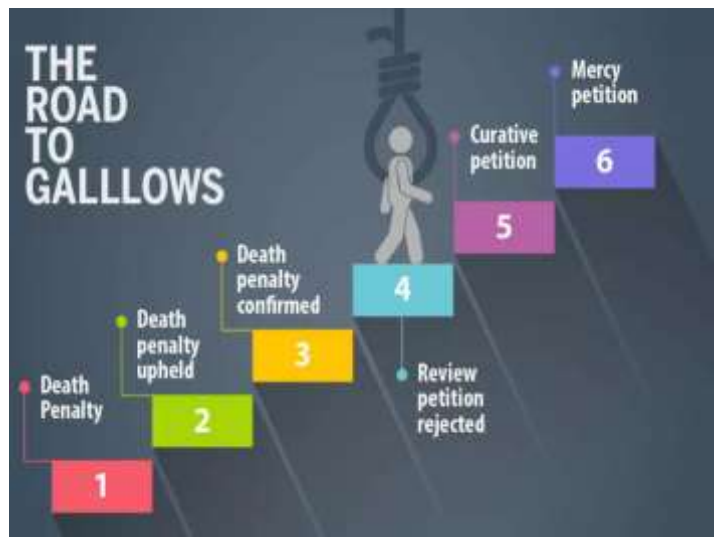 THE
ROAD
TO
GALLLOWS
1
Death
Penalty
2
Death
penalty
upheld
3
Death
penalty
confirmed
4
Review
petition
rejected
5
Curative
petition
6
Mercy
petition